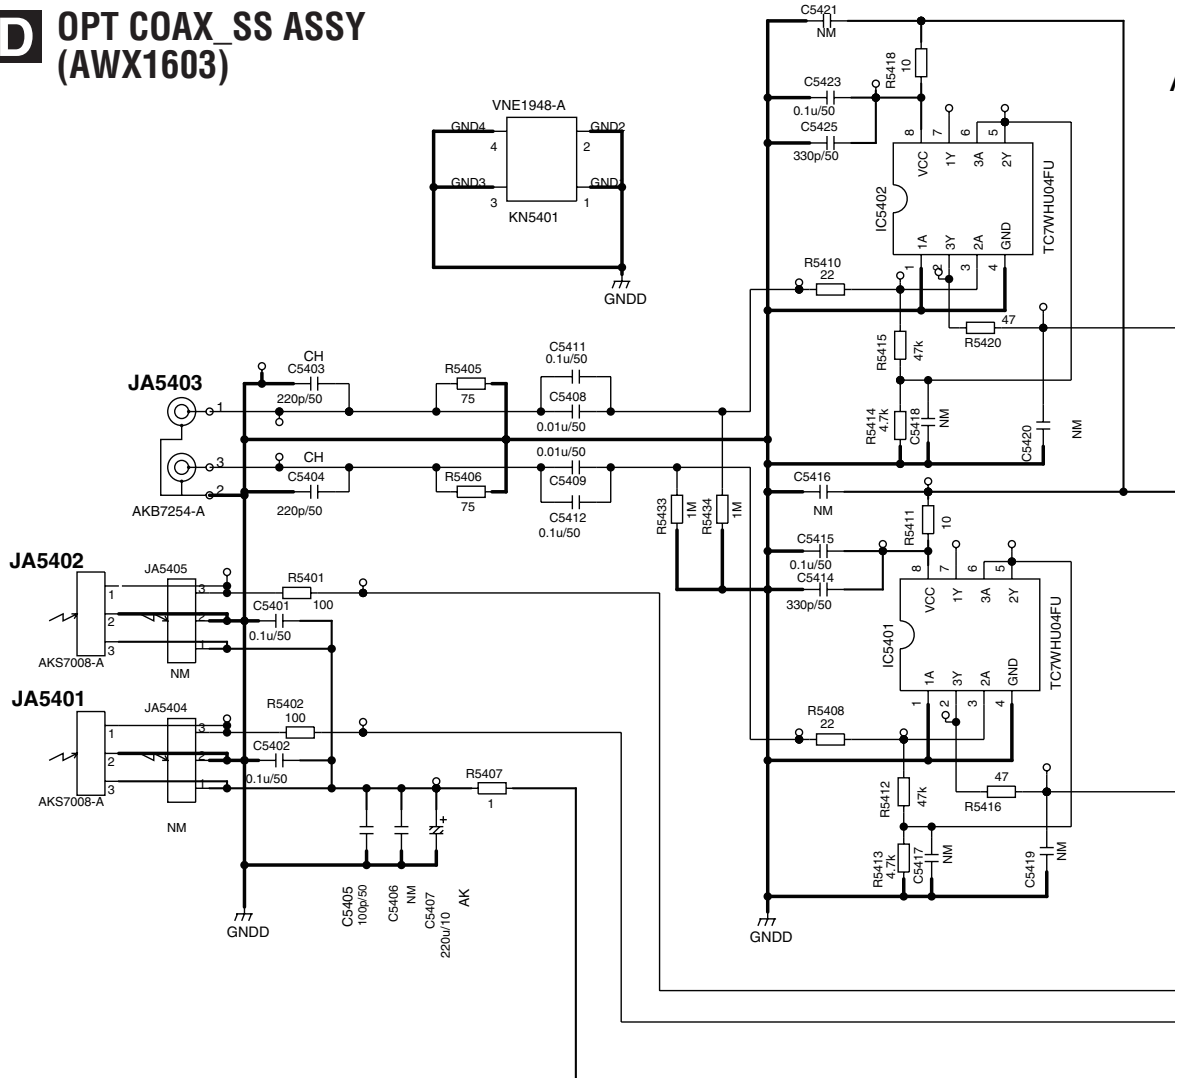 D OPT COAX_SS ASSY
(AWX1603)
VNE1948-A
GND4
GND2
4
2
GND3
3
1
KN5401
GNDD
C5421
NM
R5418
10
C5423
0.1u/50
C5425
330p/50
8
7
6
5
VCC
1Y
3A
2Y
IC5402
TC7WHU04FU
1A
3Y
2A
GND
1
2
3
4
R5410
22
R5415
47k
47
R5420
R5414
4.7k
C5418
NM
C5420
NM
JA5403
1
3
2
AKB7254-A
CH
C5403
220p/50
CH
C5404
220p/50
R5405
75
R5406
75
C5411
0.1u/50
C5408
0.01u/50
0.01u/50
C5409
C5412
0.1u/50
R5433
1M
R5434
1M
C5416
NM
R5411
10
C5415
0.1u/50
C5414
330p/50
8
7
6
5
VCC
1Y
3A
2Y
IC5401
TC7WHU04FU
1A
3Y
2A
GND
1
2
3
4
R5408
22
R5412
47k
47
R5416
R5413
4.7k
C5417
NM
C5419
NM
GNDD
JA5402
1
2
3
AKS7008-A
JA5405
3
2
1
NM
R5401
100
C5401
0.1u/50
JA5401
1
2
3
AKS7008-A
JA5404
3
2
1
NM
R5402
100
C5402
0.1u/50
R5407
1
+
C5405
100p/50
C5406
NM
C5407
220u/10
AK
GNDD